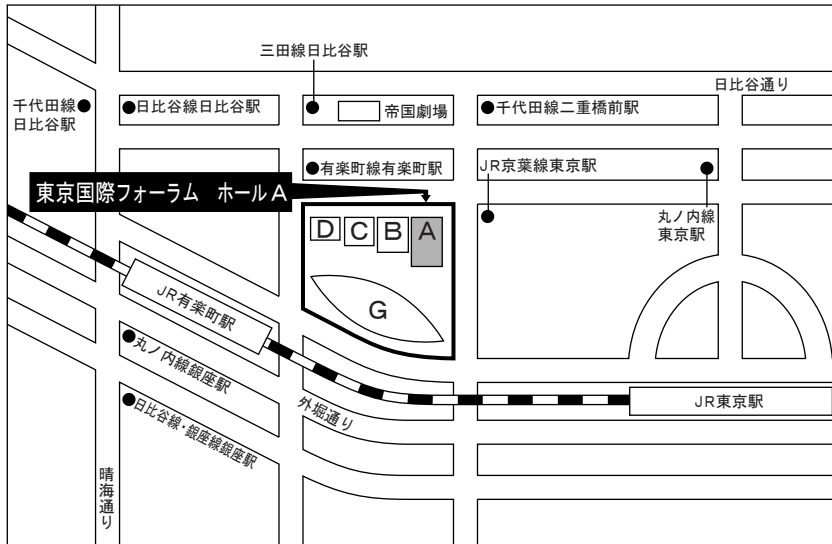 三田線日比谷駅
日比谷通り
千代田線
日比谷駅
日比谷線日比谷駅
帝国劇場
千代田線二重橋前駅
有楽町線有楽町駅
JR京葉線東京駅
東京国際フォーラム　ホールA
丸ノ内線
東京駅
D
C
B
A
G
JR有楽町駅
丸ノ内線銀座駅
日比谷線・銀座線銀座駅
外堀通り
JR東京駅
晴海通り